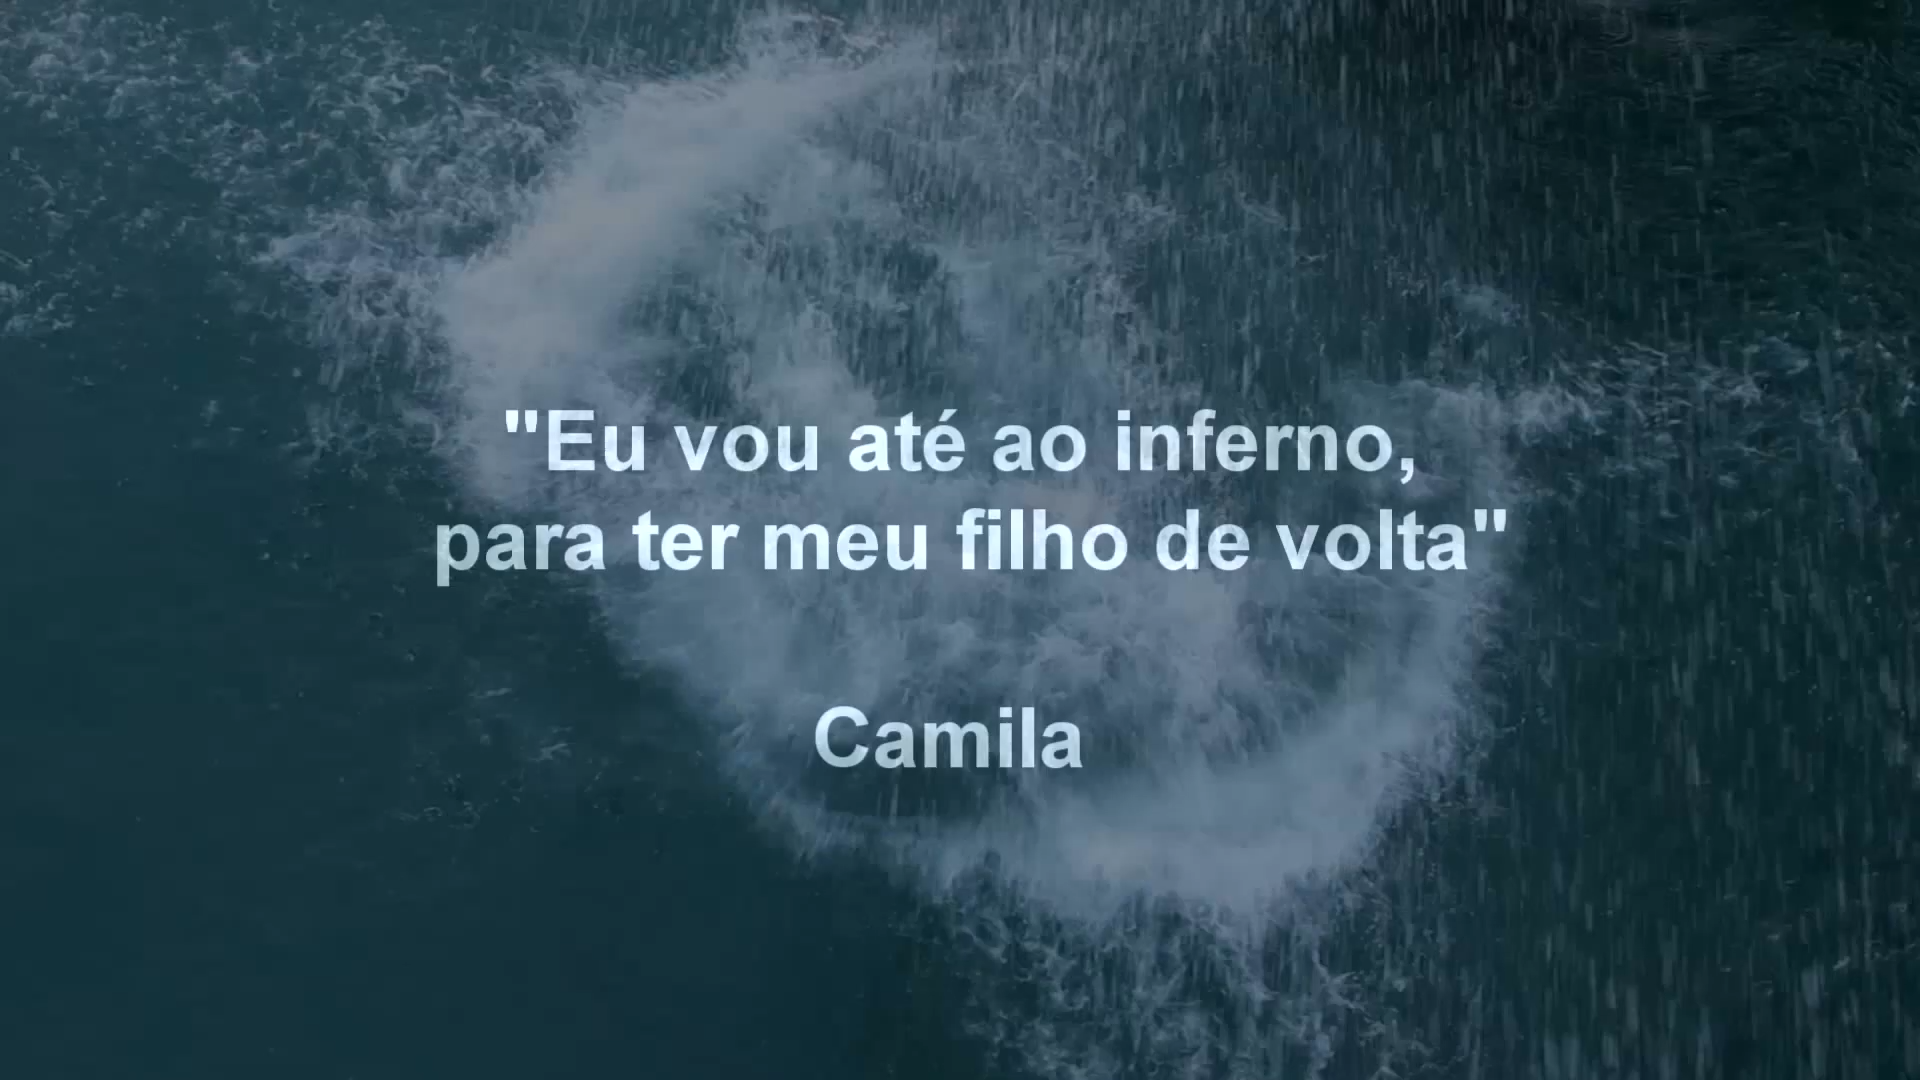 "Eu vou até ao inferno,
para ter meu filho de volta"
Camila